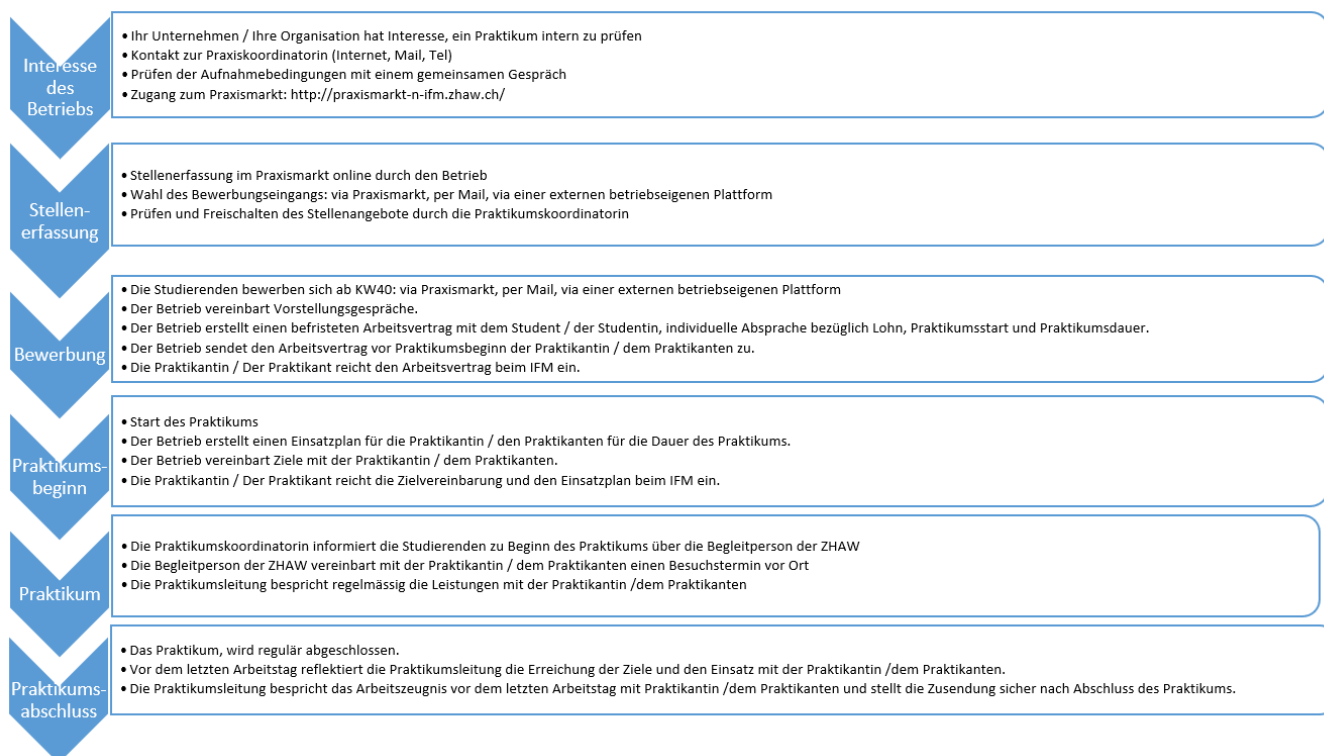 Interesse
des
Betriebs
• Ihr Unternehmen / Ihre Organisation hat Interesse, ein Praktikum intern zu prüfen
• Kontakt zur Praxiskoordinatorin (Internet, Mail, Tel)
• Prüfen der Aufnahmebedingungen mit einem gemeinsamen Gespräch
• Zugang zum Praxismarkt: http://praxismarkt-n-ifm.zhaw.ch/
Stellen-
erfassung
• Stellenerfassung im Praxismarkt online durch den Betrieb
• Wahl des Bewerbungseingangs: via Praxismarkt, per Mail, via einer externen betriebseigenen Plattform
• Prüfen und Freischalten des Stellenangebote durch die Praktikumskoordinatorin
Bewerbung
• Die Studierenden bewerben sich ab KW40: via Praxismarkt, per Mail, via einer externen betriebseigenen Plattform
• Der Betrieb vereinbart Vorstellungsgespräche.
• Der Betrieb erstellt einen befristeten Arbeitsvertrag mit dem Student / der Studentin, individuelle Absprache bezüglich Lohn, Praktikumsstart und Praktikumsdauer.
• Der Betrieb sendet den Arbeitsvertrag vor Praktikumsbeginn der Praktikantin / dem Praktikanten zu.
• Die Praktikantin / Der Praktikant reicht den Arbeitsvertrag beim IFM ein.
Praktikums-
beginn
• Start des Praktikums
• Der Betrieb erstellt einen Einsatzplan für die Praktikantin / den Praktikanten für die Dauer des Praktikums.
• Der Betrieb vereinbart Ziele mit der Praktikantin / dem Praktikanten.
• Die Praktikantin / Der Praktikant reicht die Zielvereinbarung und den Einsatzplan beim IFM ein.
Praktikum
• Die Praktikumskoordinatorin informiert die Studierenden zu Beginn des Praktikums über die Begleitperson der ZHAW
• Die Begleitperson der ZHAW vereinbart mit der Praktikantin / dem Praktikanten einen Besuchstermin vor Ort
• Die Praktikumsleitung bespricht regelmässig die Leistungen mit der Praktikantin /dem Praktikanten
Praktikums-
abschluss
• Das Praktikum, wird regulär abgeschlossen.
• Vor dem letzten Arbeitstag reflektiert die Praktikumsleitung die Erreichung der Ziele und den Einsatz mit der Praktikantin /dem Praktikanten.
• Die Praktikumsleitung bespricht das Arbeitszeugnis vor dem letzten Arbeitstag mit Praktikantin /dem Praktikanten und stellt die Zusendung sicher nach Abschluss des Praktikums.